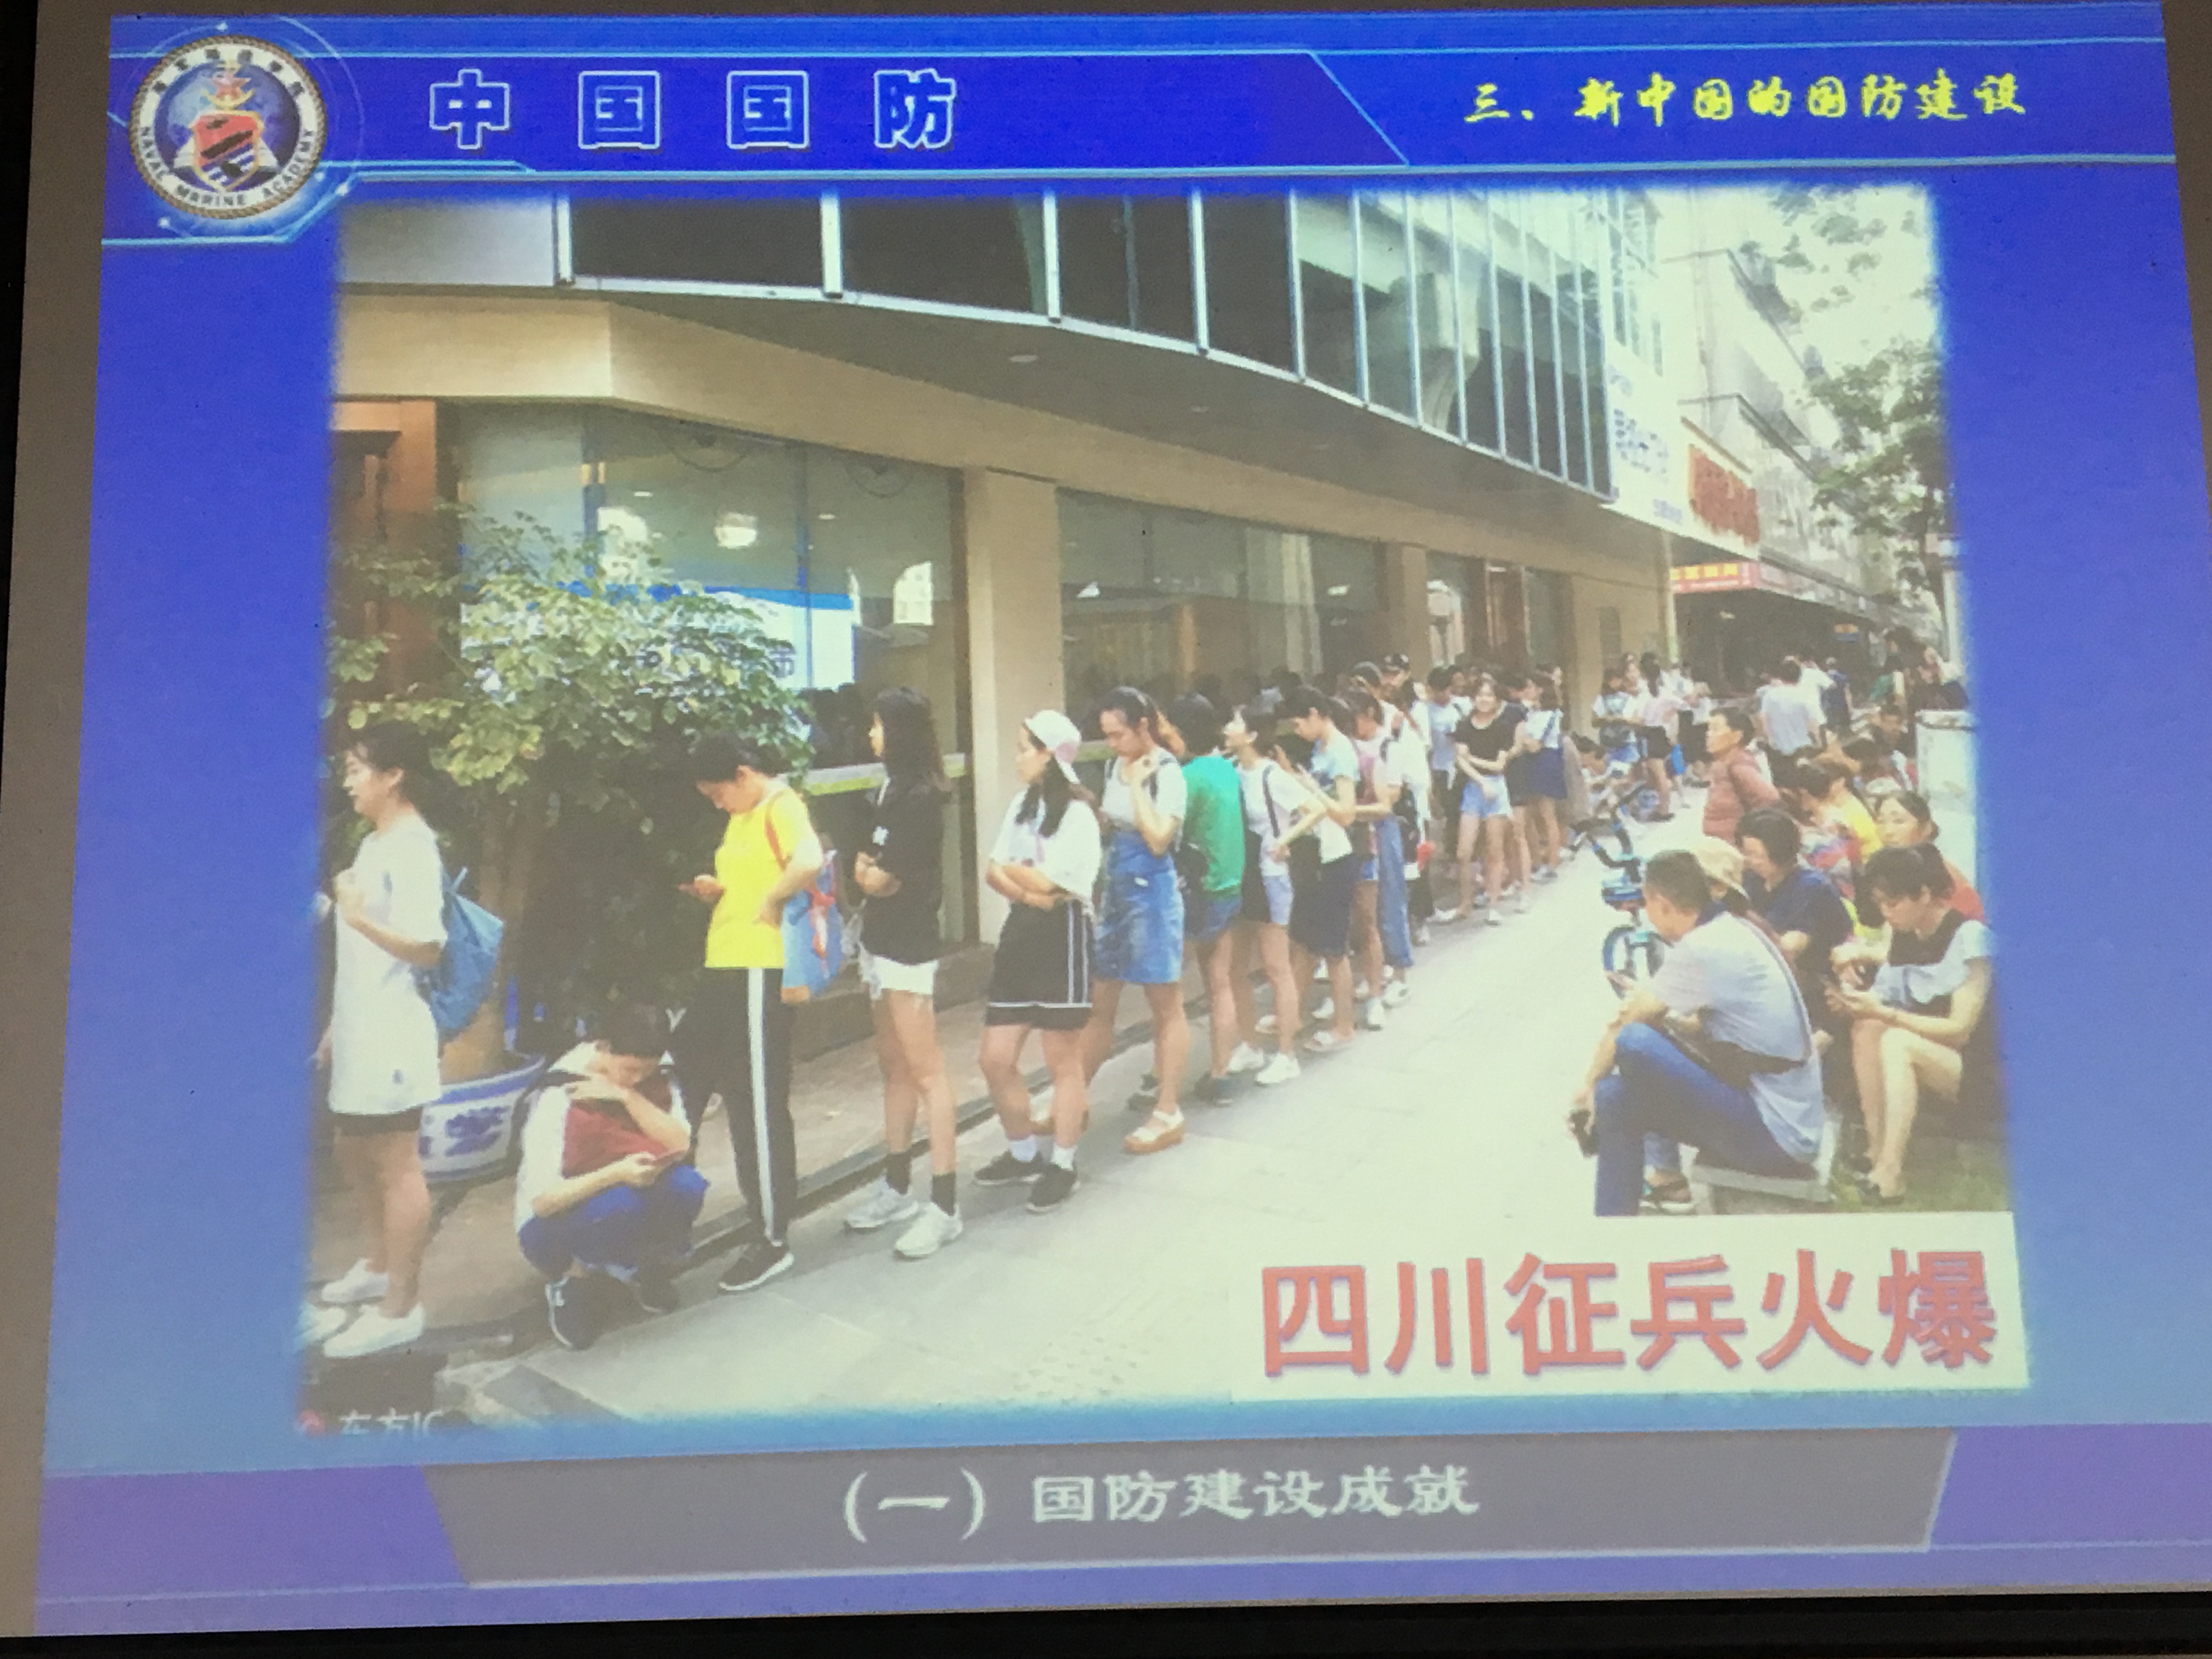 中国国防
三、新中国的国防建设
NAVAL MARINE ACADEMY
四川征兵火爆
东方IC
(一) 国防建设成就